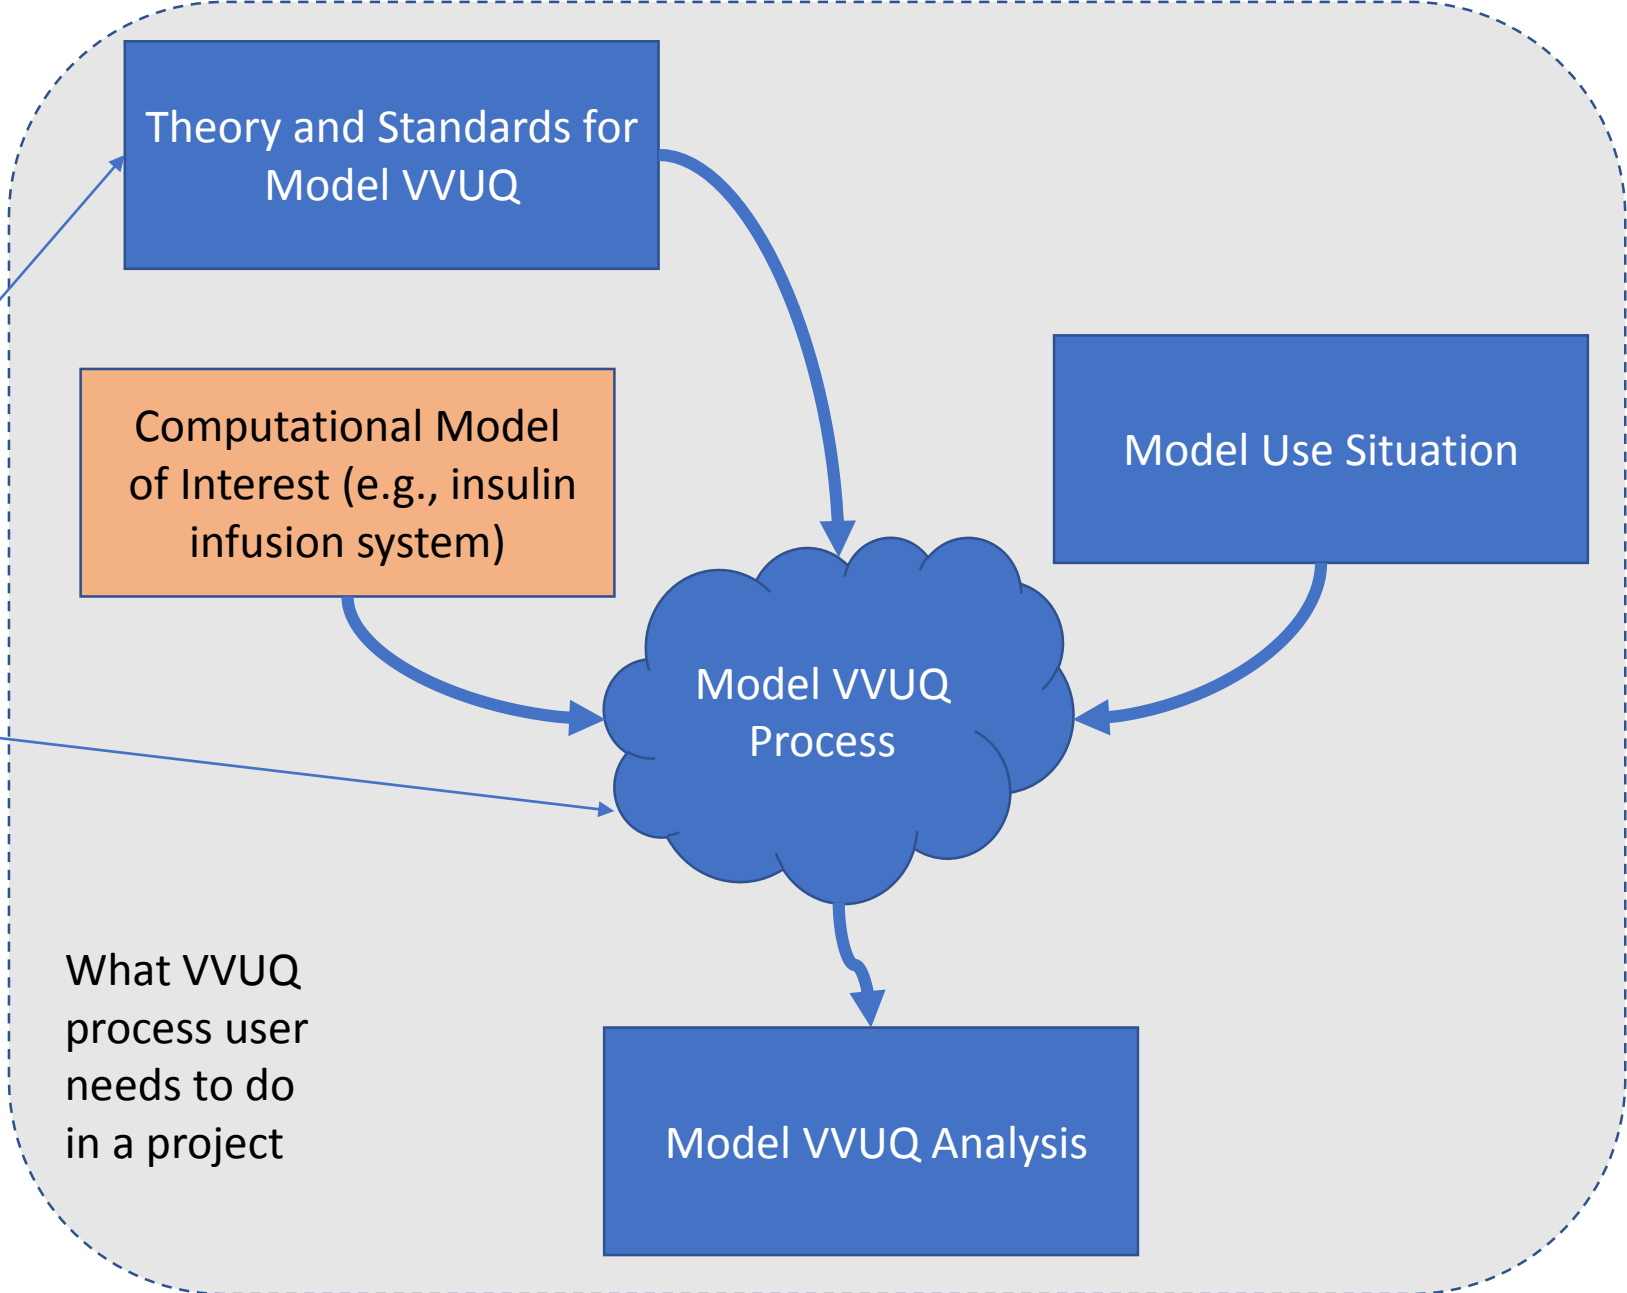 Theory and Standards for
Model VVUQ
Computational Model
of Interest (e.g., insulin
infusion system)
Model Use Situation
Model VVUQ
Process
What VVUQ
process user
needs to do
in a project
Model VVUQ Analysis